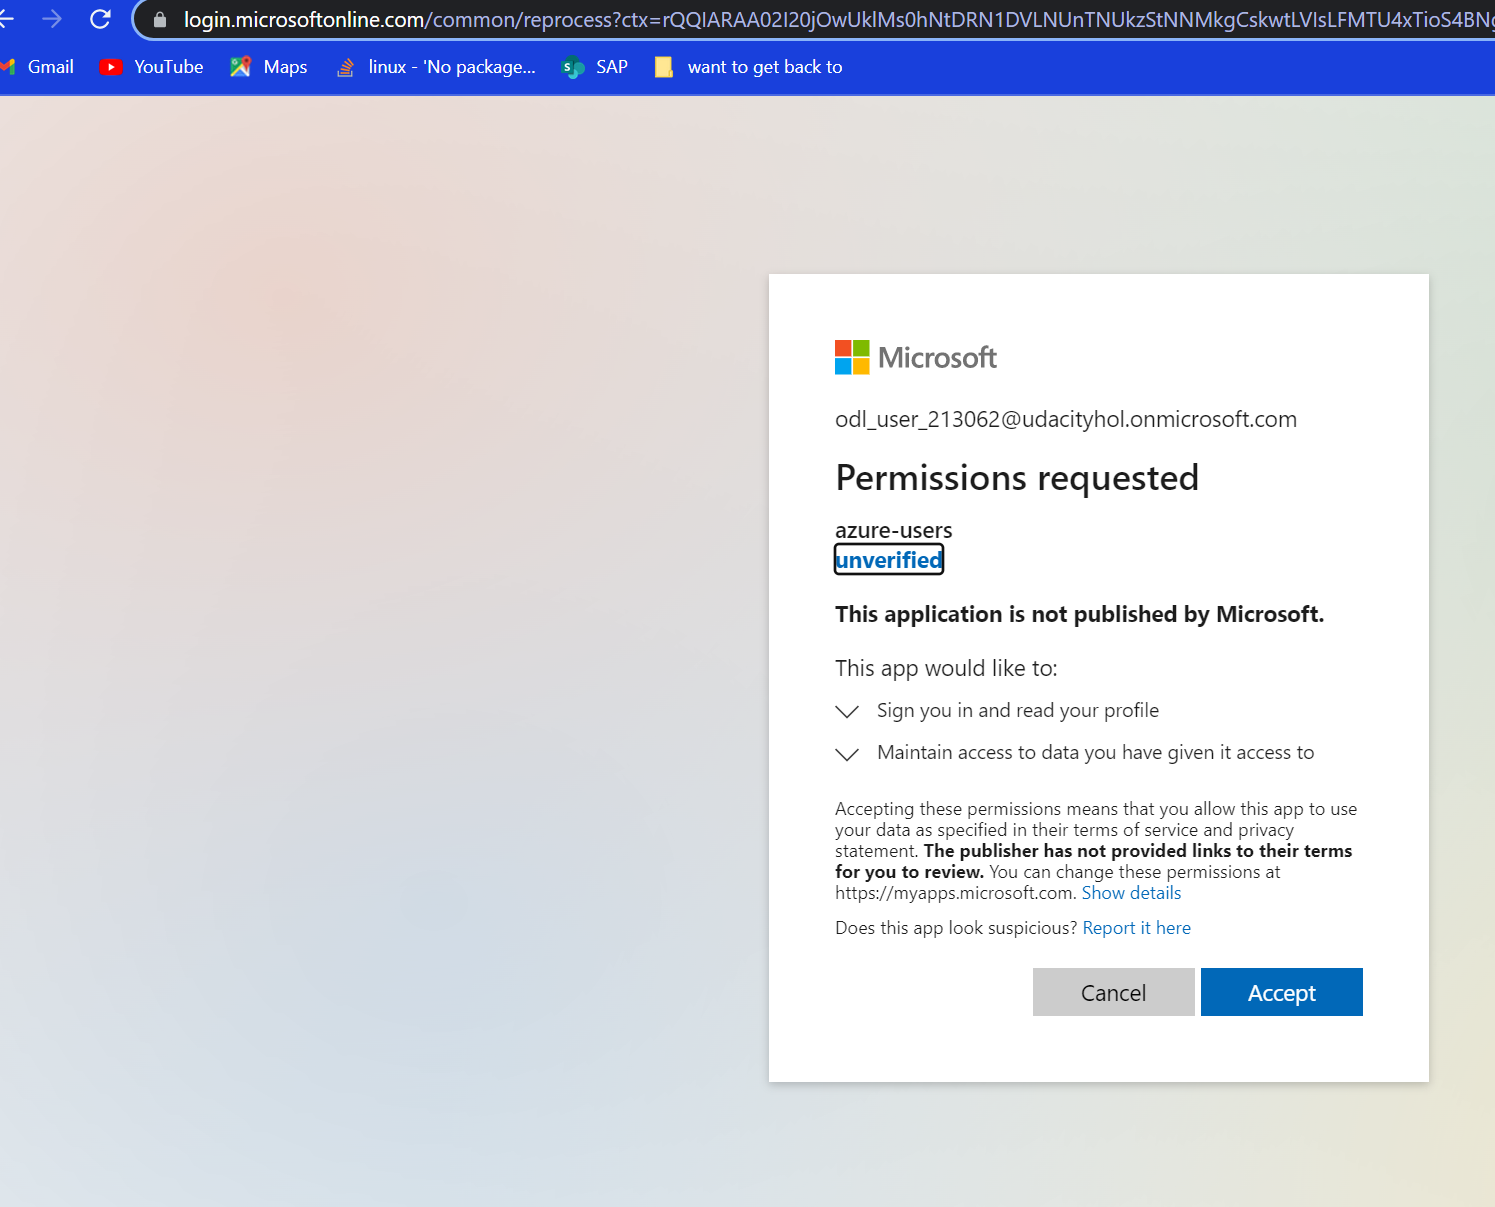 login.microsoftonline.com/common/reprocess?ctx=
Gmail YouTube Maps linux - 'No package... SAP want to get back to
Microsoft
odl_user_213062@udacityhol.onmicrosoft.com
Permissions requested
azure-users
unverified
This application is not published by Microsoft.
This app would like to:
Sign you in and read your profile
Maintain access to data you have given it access to
Accepting these permissions means that you allow this app to use
your data as specified in their terms of service and privacy
statement. The publisher has not provided links to their terms
for you to review. You can change these permissions at
https://myapps.microsoft.com. Show details
Does this app look suspicious? Report it here
Cancel Accept